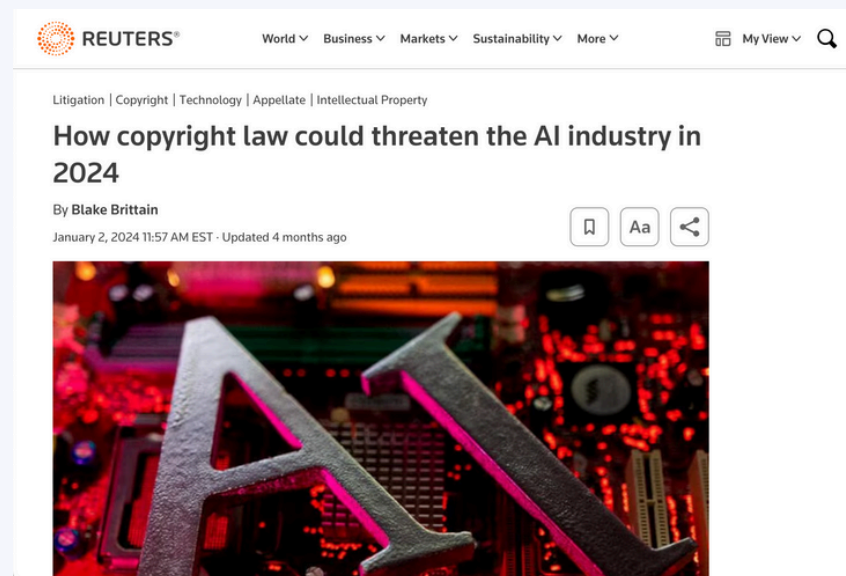 REUTERS®
World Business Markets Sustainability More My View
Litigation | Copyright | Technology | Appellate | Intellectual Property
How copyright law could threaten the AI industry in
2024
By Blake Brittain
January 2, 2024 11:57 AM EST · Updated 4 months ago
Aa
AI